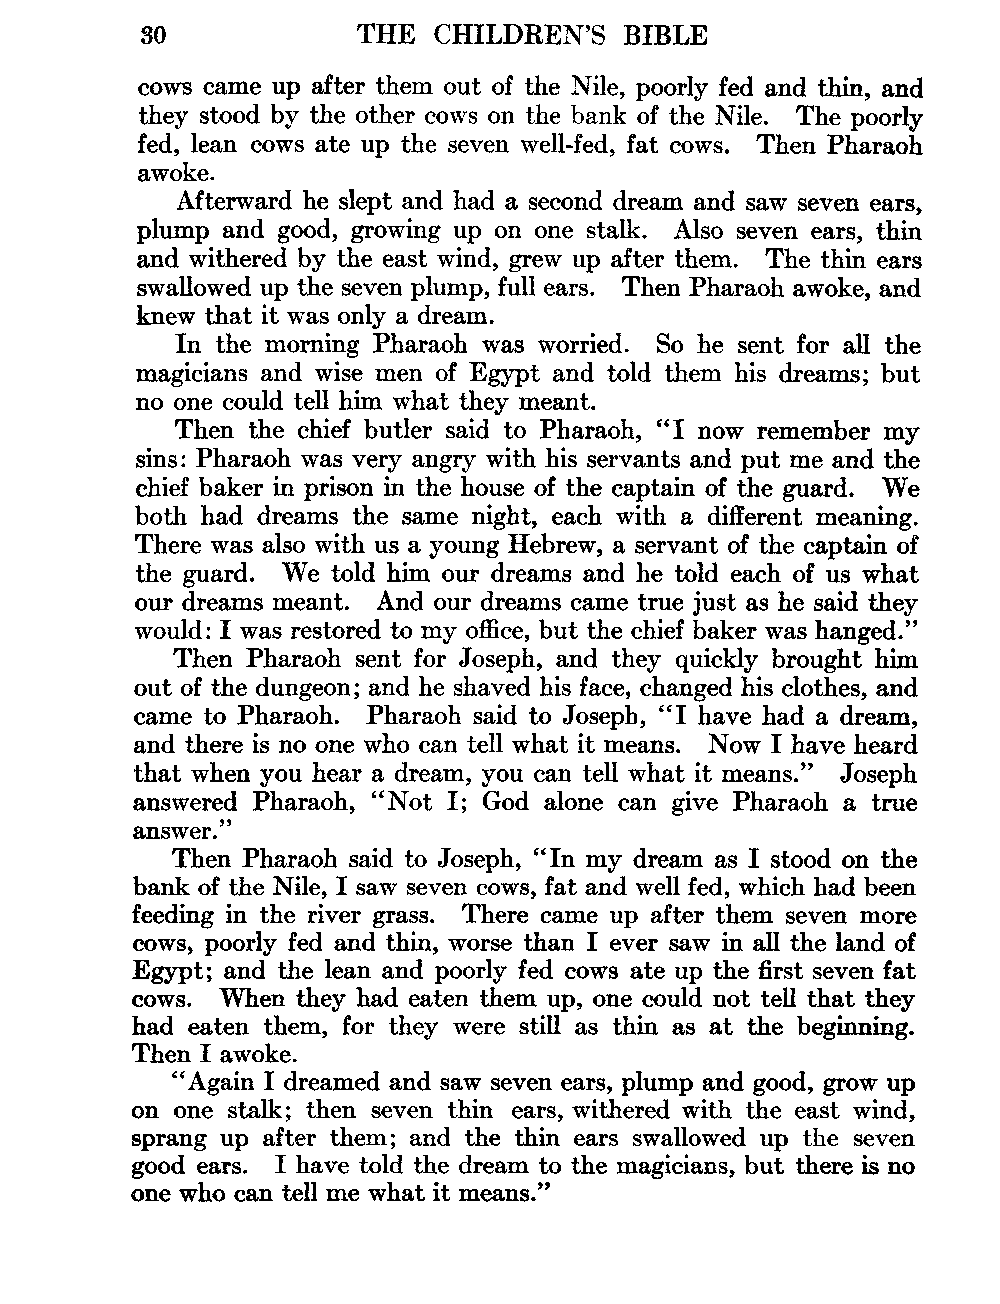 30 THE CHILDREN'S BIBLE
cows came up after them out of the Nile, poorly fed and thin, and
they stood by the other cows on the bank of the Nile. The poorly
fed, lean cows ate up the seven well-fed, fat cows. Then Pharaoh
awoke.
Afterward he slept and had a second dream and saw seven ears,
plump and good, growing up on one stalk. Also seven ears, thin
and withered by the east wind, grew up after them. The thin ears
swallowed up the seven plump, full ears. Then Pharaoh awoke, and
knew that it was only a dream.
In the morning Pharaoh was worried. So he sent for all the
magicians and wise men of Egypt and told them his dreams; but
no one could tell him what they meant.
Then the chief butler said to Pharaoh, “I now remember my
sins: Pharaoh was very angry with his servants and put me and the
chief baker in prison in the house of the captain of the guard. We
both had dreams the same night, each with a different meaning.
There was also with us a young Hebrew, a servant of the captain of
the guard. We told him our dreams and he told each of us what
our dreams meant. And our dreams came true just as he said they
would: I was restored to my office, but the chief baker was hanged.”
Then Pharaoh sent for Joseph, and they quickly brought him
out of the dungeon; and he shaved his face, changed his clothes, and
came to Pharaoh. Pharaoh said to Joseph, “I have had a dream,
and there is no one who can tell what it means. Now I have heard
that when you hear a dream, you can tell what it means.” Joseph
answered Pharaoh, “Not I; God alone can give Pharaoh a true
answer.”
Then Pharaoh said to Joseph, “In my dream as I stood on the
bank of the Nile, I saw seven cows, fat and well fed, which had been
feeding in the river grass. There came up after them seven more
cows, poorly fed and thin, worse than I ever saw in all the land of
Egypt; and the lean and poorly fed cows ate up the first seven fat
cows. When they had eaten them up, one could not tell that they
had eaten them, for they were still as thin as at the beginning.
Then I awoke.
“Again I dreamed and saw seven ears, plump and good, grow up
on one stalk; then seven thin ears, withered with the east wind,
sprang up after them; and the thin ears swallowed up the seven
good ears. I have told the dream to the magicians, but there is no
one who can tell me what it means.”